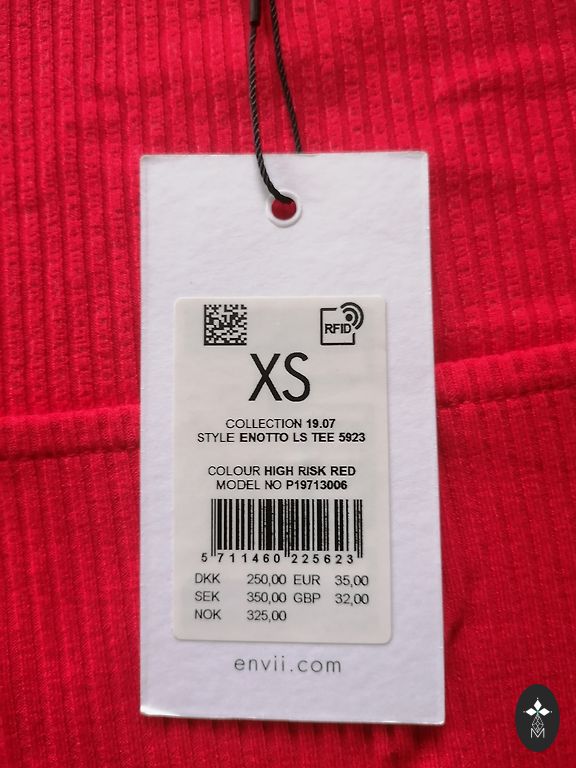 RFID
XS
COLLECTION 19.07
STYLE ENOTTO LS TEE 5923
COLOUR HIGH RISK RED
MODEL NO P19713006
5 711460 225623
DKK 250,00 EUR 35,00
SEK 350,00 GBP 32,00
NOK 325,00
envii.com
M